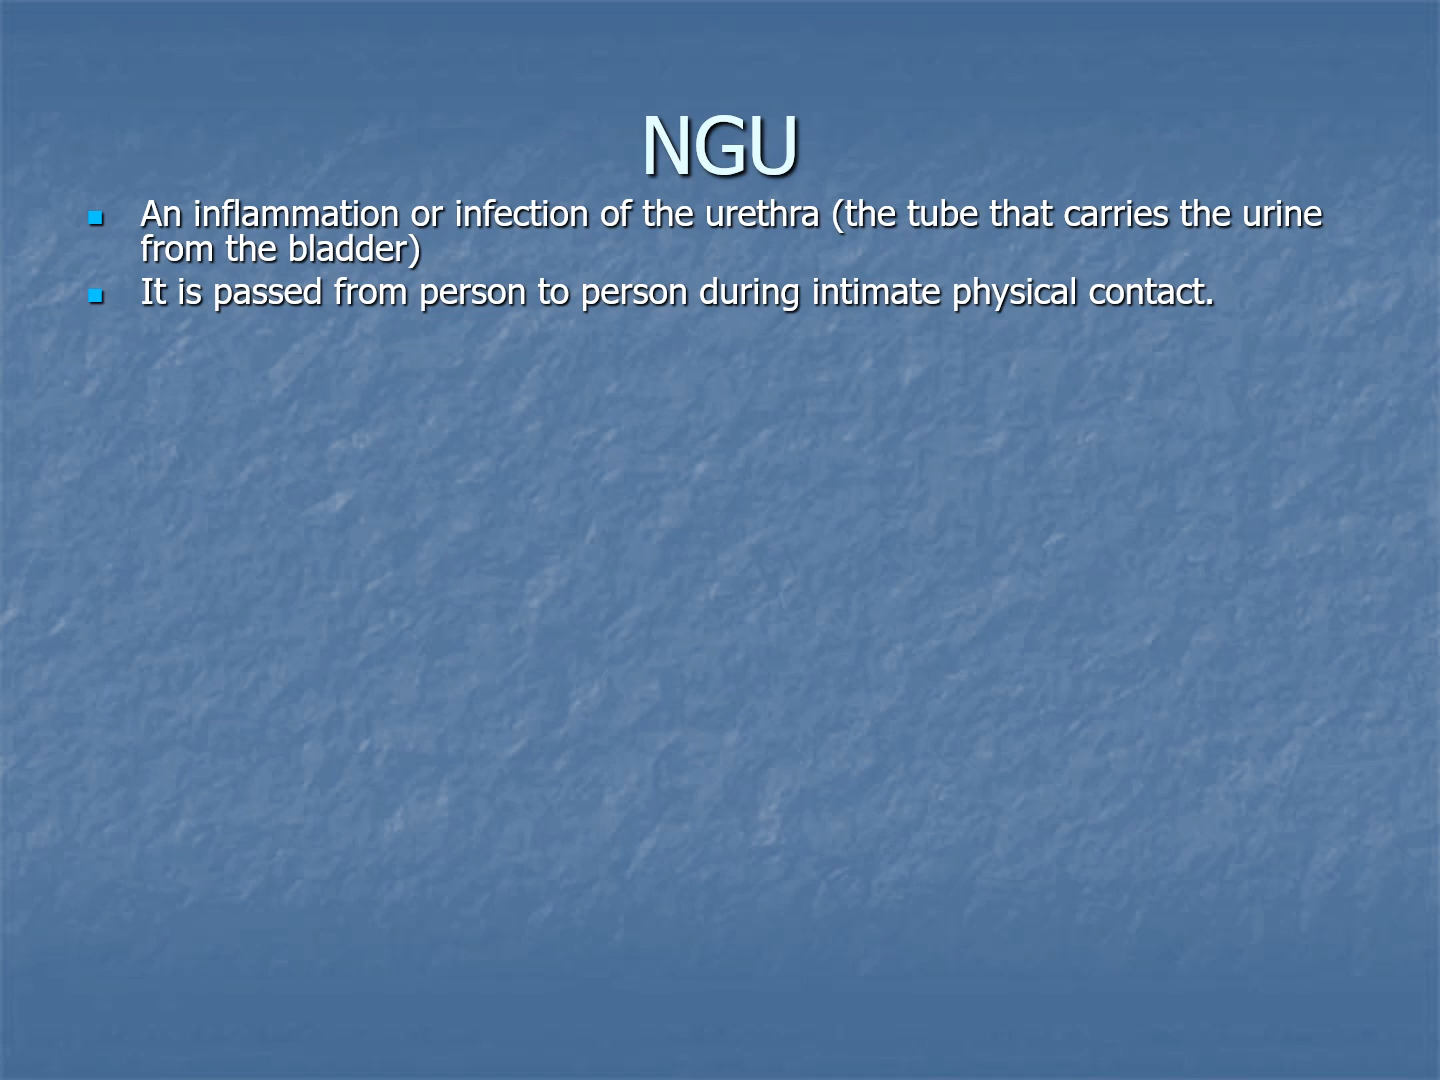 NGU
An inflammation or infection of the urethra (the tube that carries the urine
from the bladder)
It is passed from person to person during intimate physical contact.